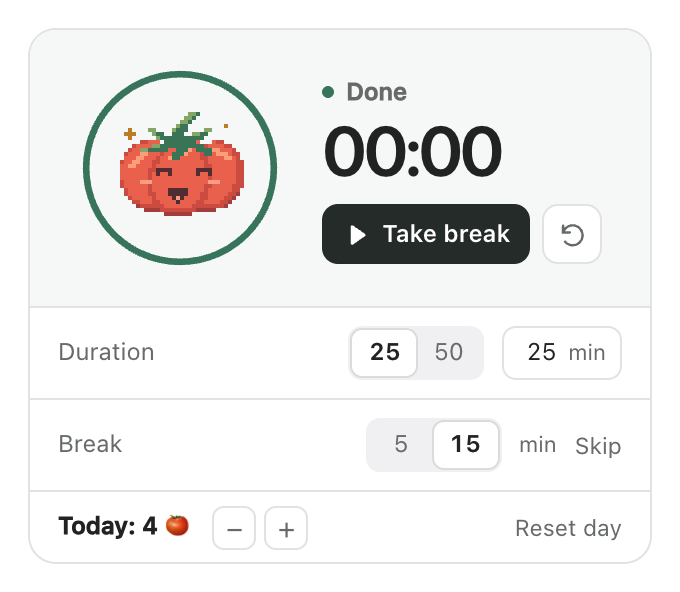 Done
00:00
Take break
Duration 25 50 25 min
Break 5 15 min Skip
Today: 4 🍅 − + Reset day